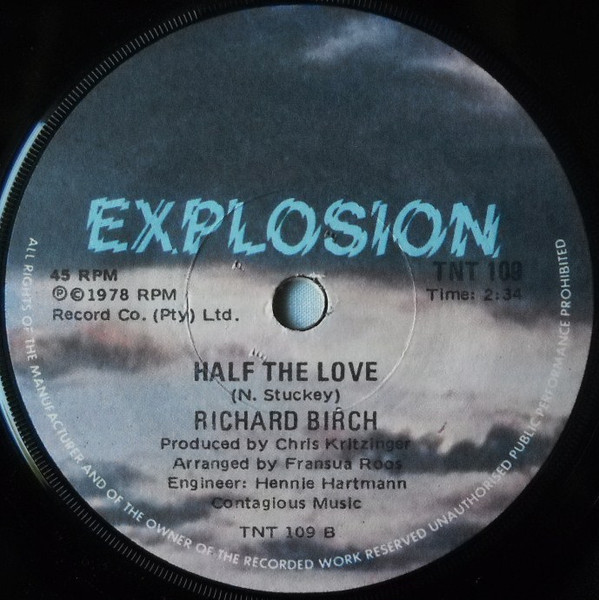 EXPLOSION
45 RPM
TNT 109
℗©1978 RPM
Time: 2:34
Record Co. (Pty) Ltd.
HALF THE LOVE
(N. Stuckey)
RICHARD BIRCH
Produced by Chris Kritzinger
Arranged by Fransua Roos
Engineer: Hennie Hartmann
Contagious Music
TNT 109 B
ALL RIGHTS OF THE MANUFACTURER AND OF THE OWNER OF THE RECORDED WORK RESERVED UNAUTHORISED PUBLIC PERFORMANCE PROHIBITED